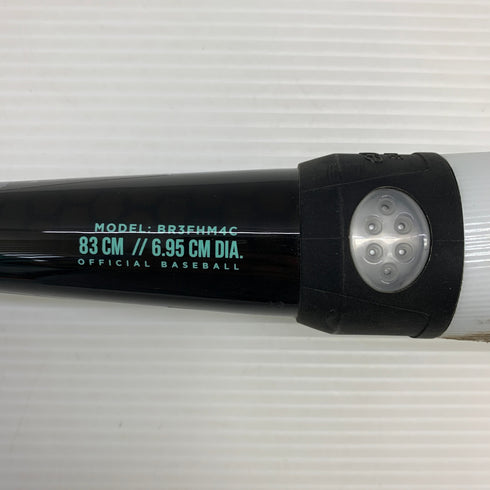 MODEL: BR3FHM4C
83 CM // 6.95 CM DIA.
OFFICIAL BASEBALL